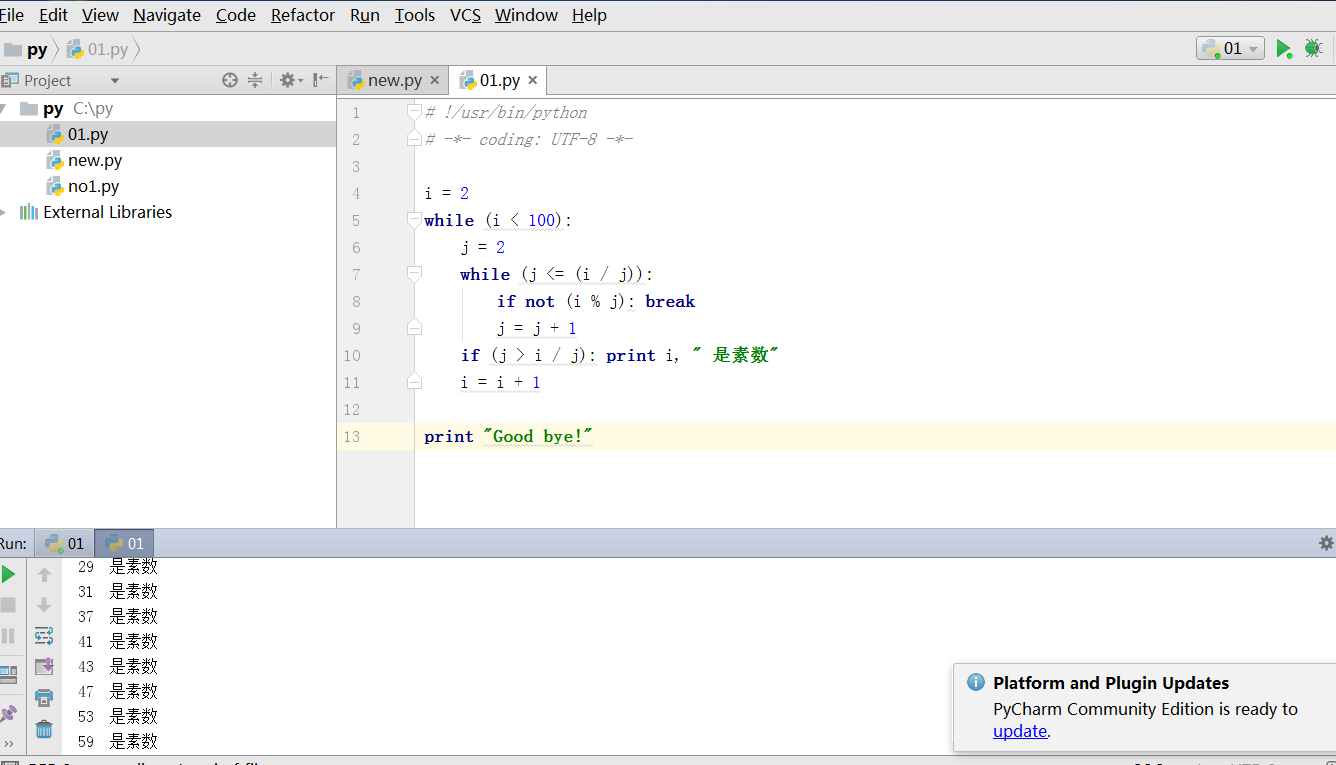 File Edit View Navigate Code Refactor Run Tools VCS Window Help
py 01.py 01
Project new.py 01.py
py C:\py
01.py
new.py
no1.py
External Libraries
1 # !/usr/bin/python
2 # -*- coding: UTF-8 -*-
3
4 i = 2
5 while (i < 100):
6 j = 2
7 while (j <= (i / j)):
8 if not (i % j): break
9 j = j + 1
10 if (j > i / j): print i, " 是素数"
11 i = i + 1
12
13 print "Good bye!"
Run: 01 01
29 是素数
31 是素数
37 是素数
41 是素数
43 是素数
47 是素数
53 是素数
59 是素数
Platform and Plugin Updates
PyCharm Community Edition is ready to
update.